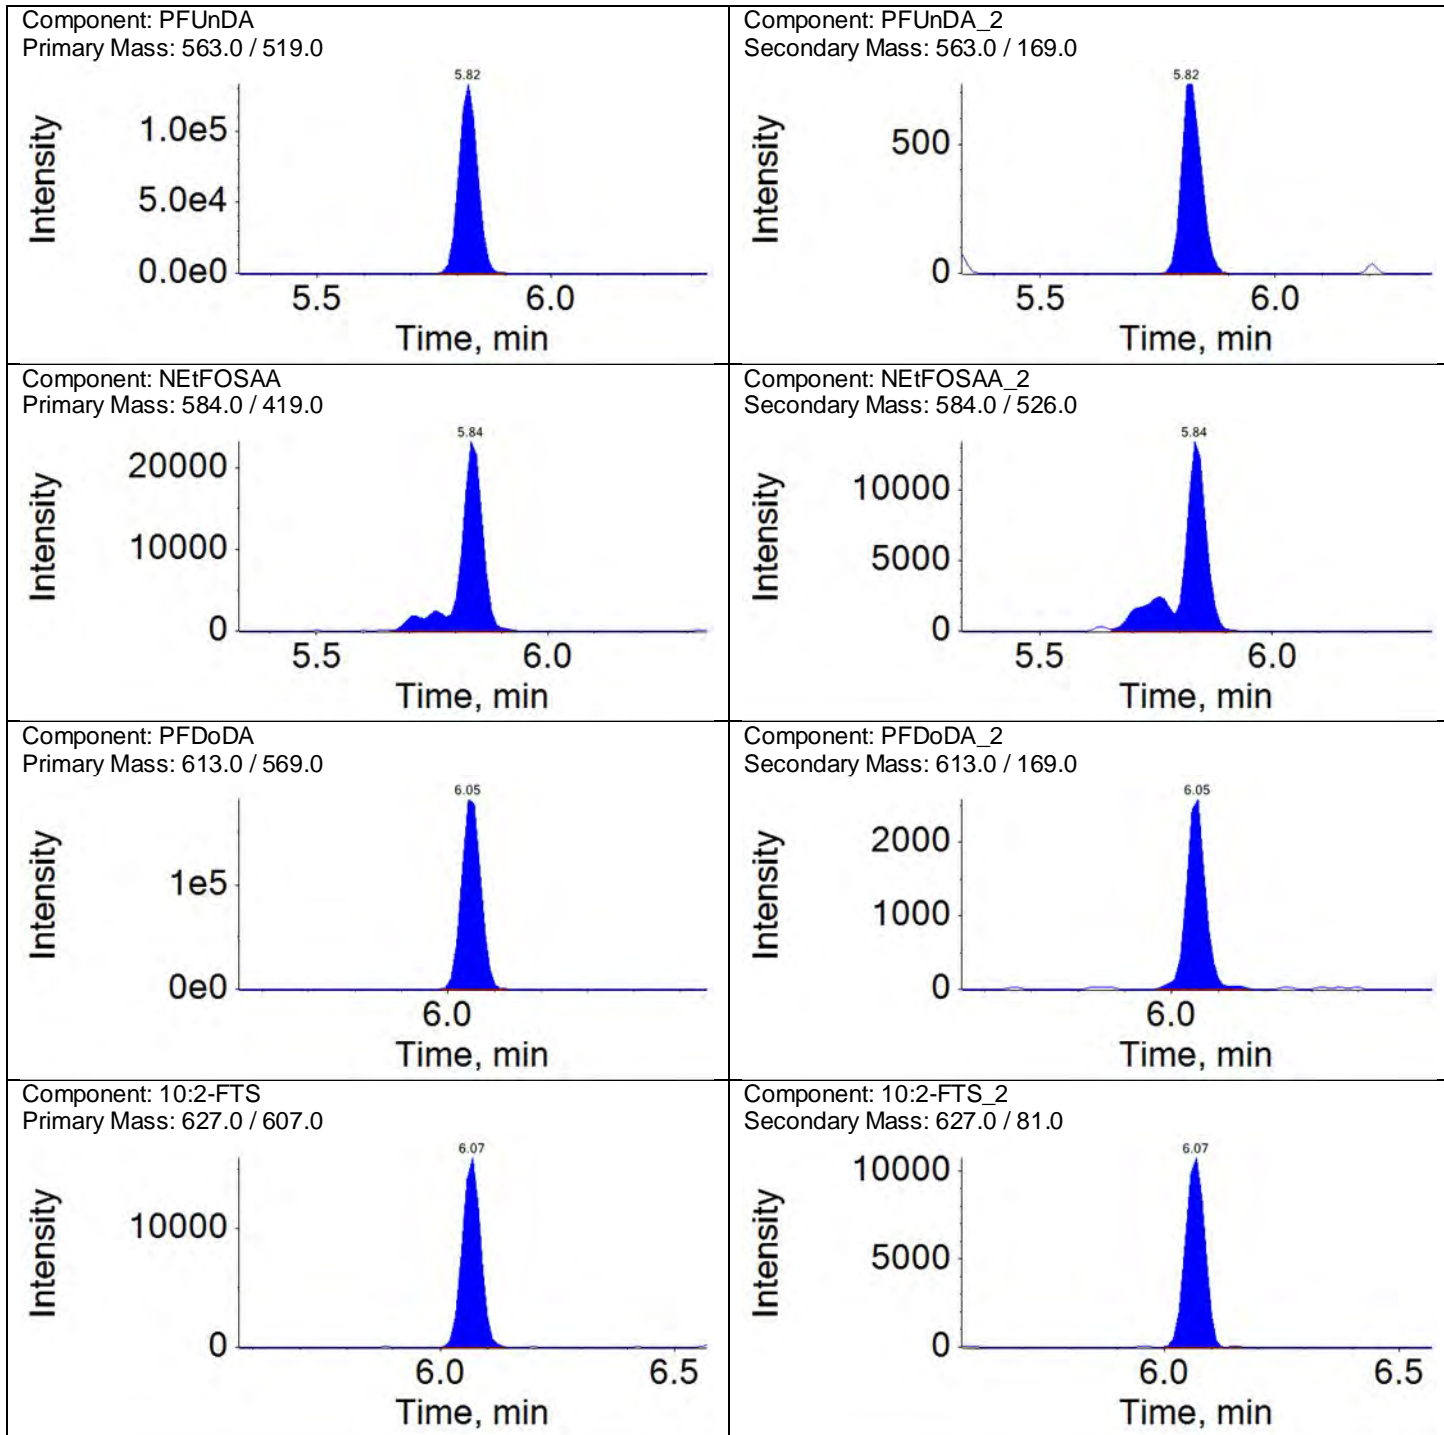 Component: PFUnDA
Primary Mass: 563.0 / 519.0
5.82
1.0e5
5.0e4
0.0e0
Intensity
5.5 6.0
Time, min
Component: PFUnDA_2
Secondary Mass: 563.0 / 169.0
5.82
500
0
Intensity
5.5 6.0
Time, min
Component: NEtFOSAA
Primary Mass: 584.0 / 419.0
5.84
20000
10000
0
Intensity
5.5 6.0
Time, min
Component: NEtFOSAA_2
Secondary Mass: 584.0 / 526.0
5.84
10000
5000
0
Intensity
5.5 6.0
Time, min
Component: PFDoDA
Primary Mass: 613.0 / 569.0
6.05
1e5
0e0
Intensity
6.0
Time, min
Component: PFDoDA_2
Secondary Mass: 613.0 / 169.0
6.05
2000
1000
0
Intensity
6.0
Time, min
Component: 10:2-FTS
Primary Mass: 627.0 / 607.0
6.07
10000
0
Intensity
6.0 6.5
Time, min
Component: 10:2-FTS_2
Secondary Mass: 627.0 / 81.0
6.07
10000
5000
0
Intensity
6.0 6.5
Time, min